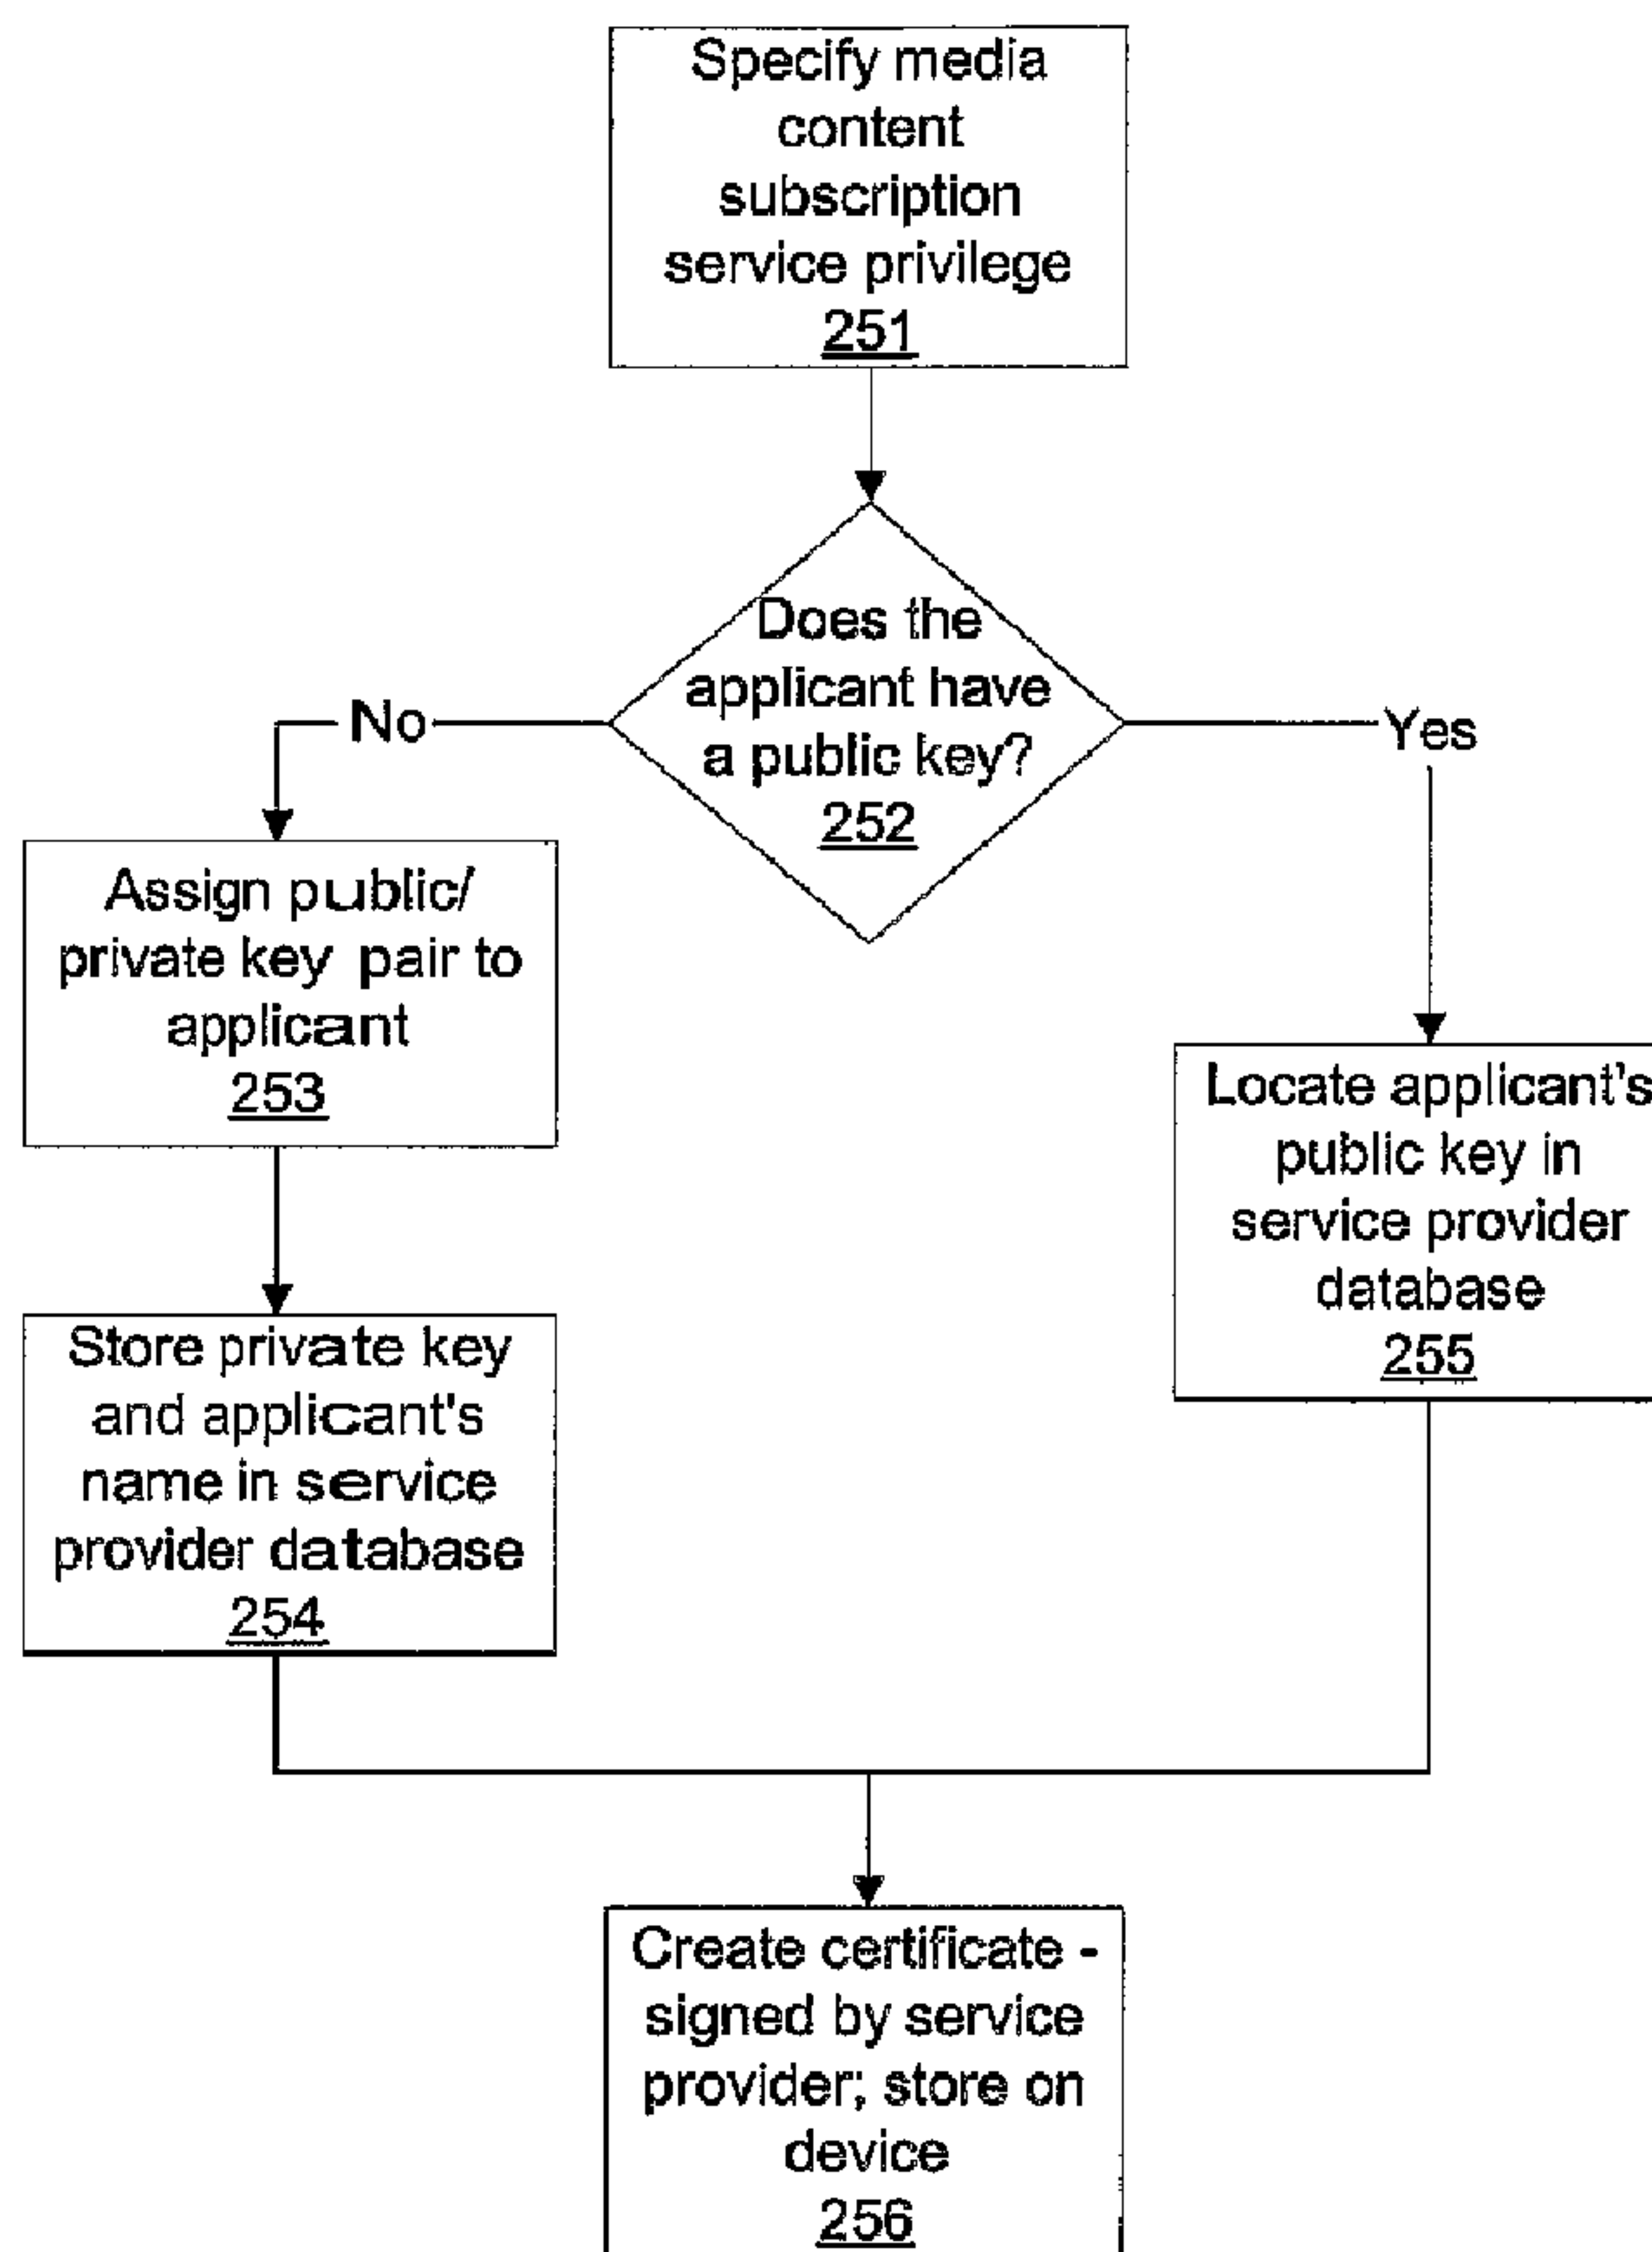 Specify media
content
subscription
service privilege
251
Does the
applicant have
a public key?
252
No
Yes
Assign public/
private key pair to
applicant
253
Locate applicant's
public key in
service provider
database
255
Store private key
and applicant's
name in service
provider database
254
Create certificate -
signed by service
provider; store on
device
256